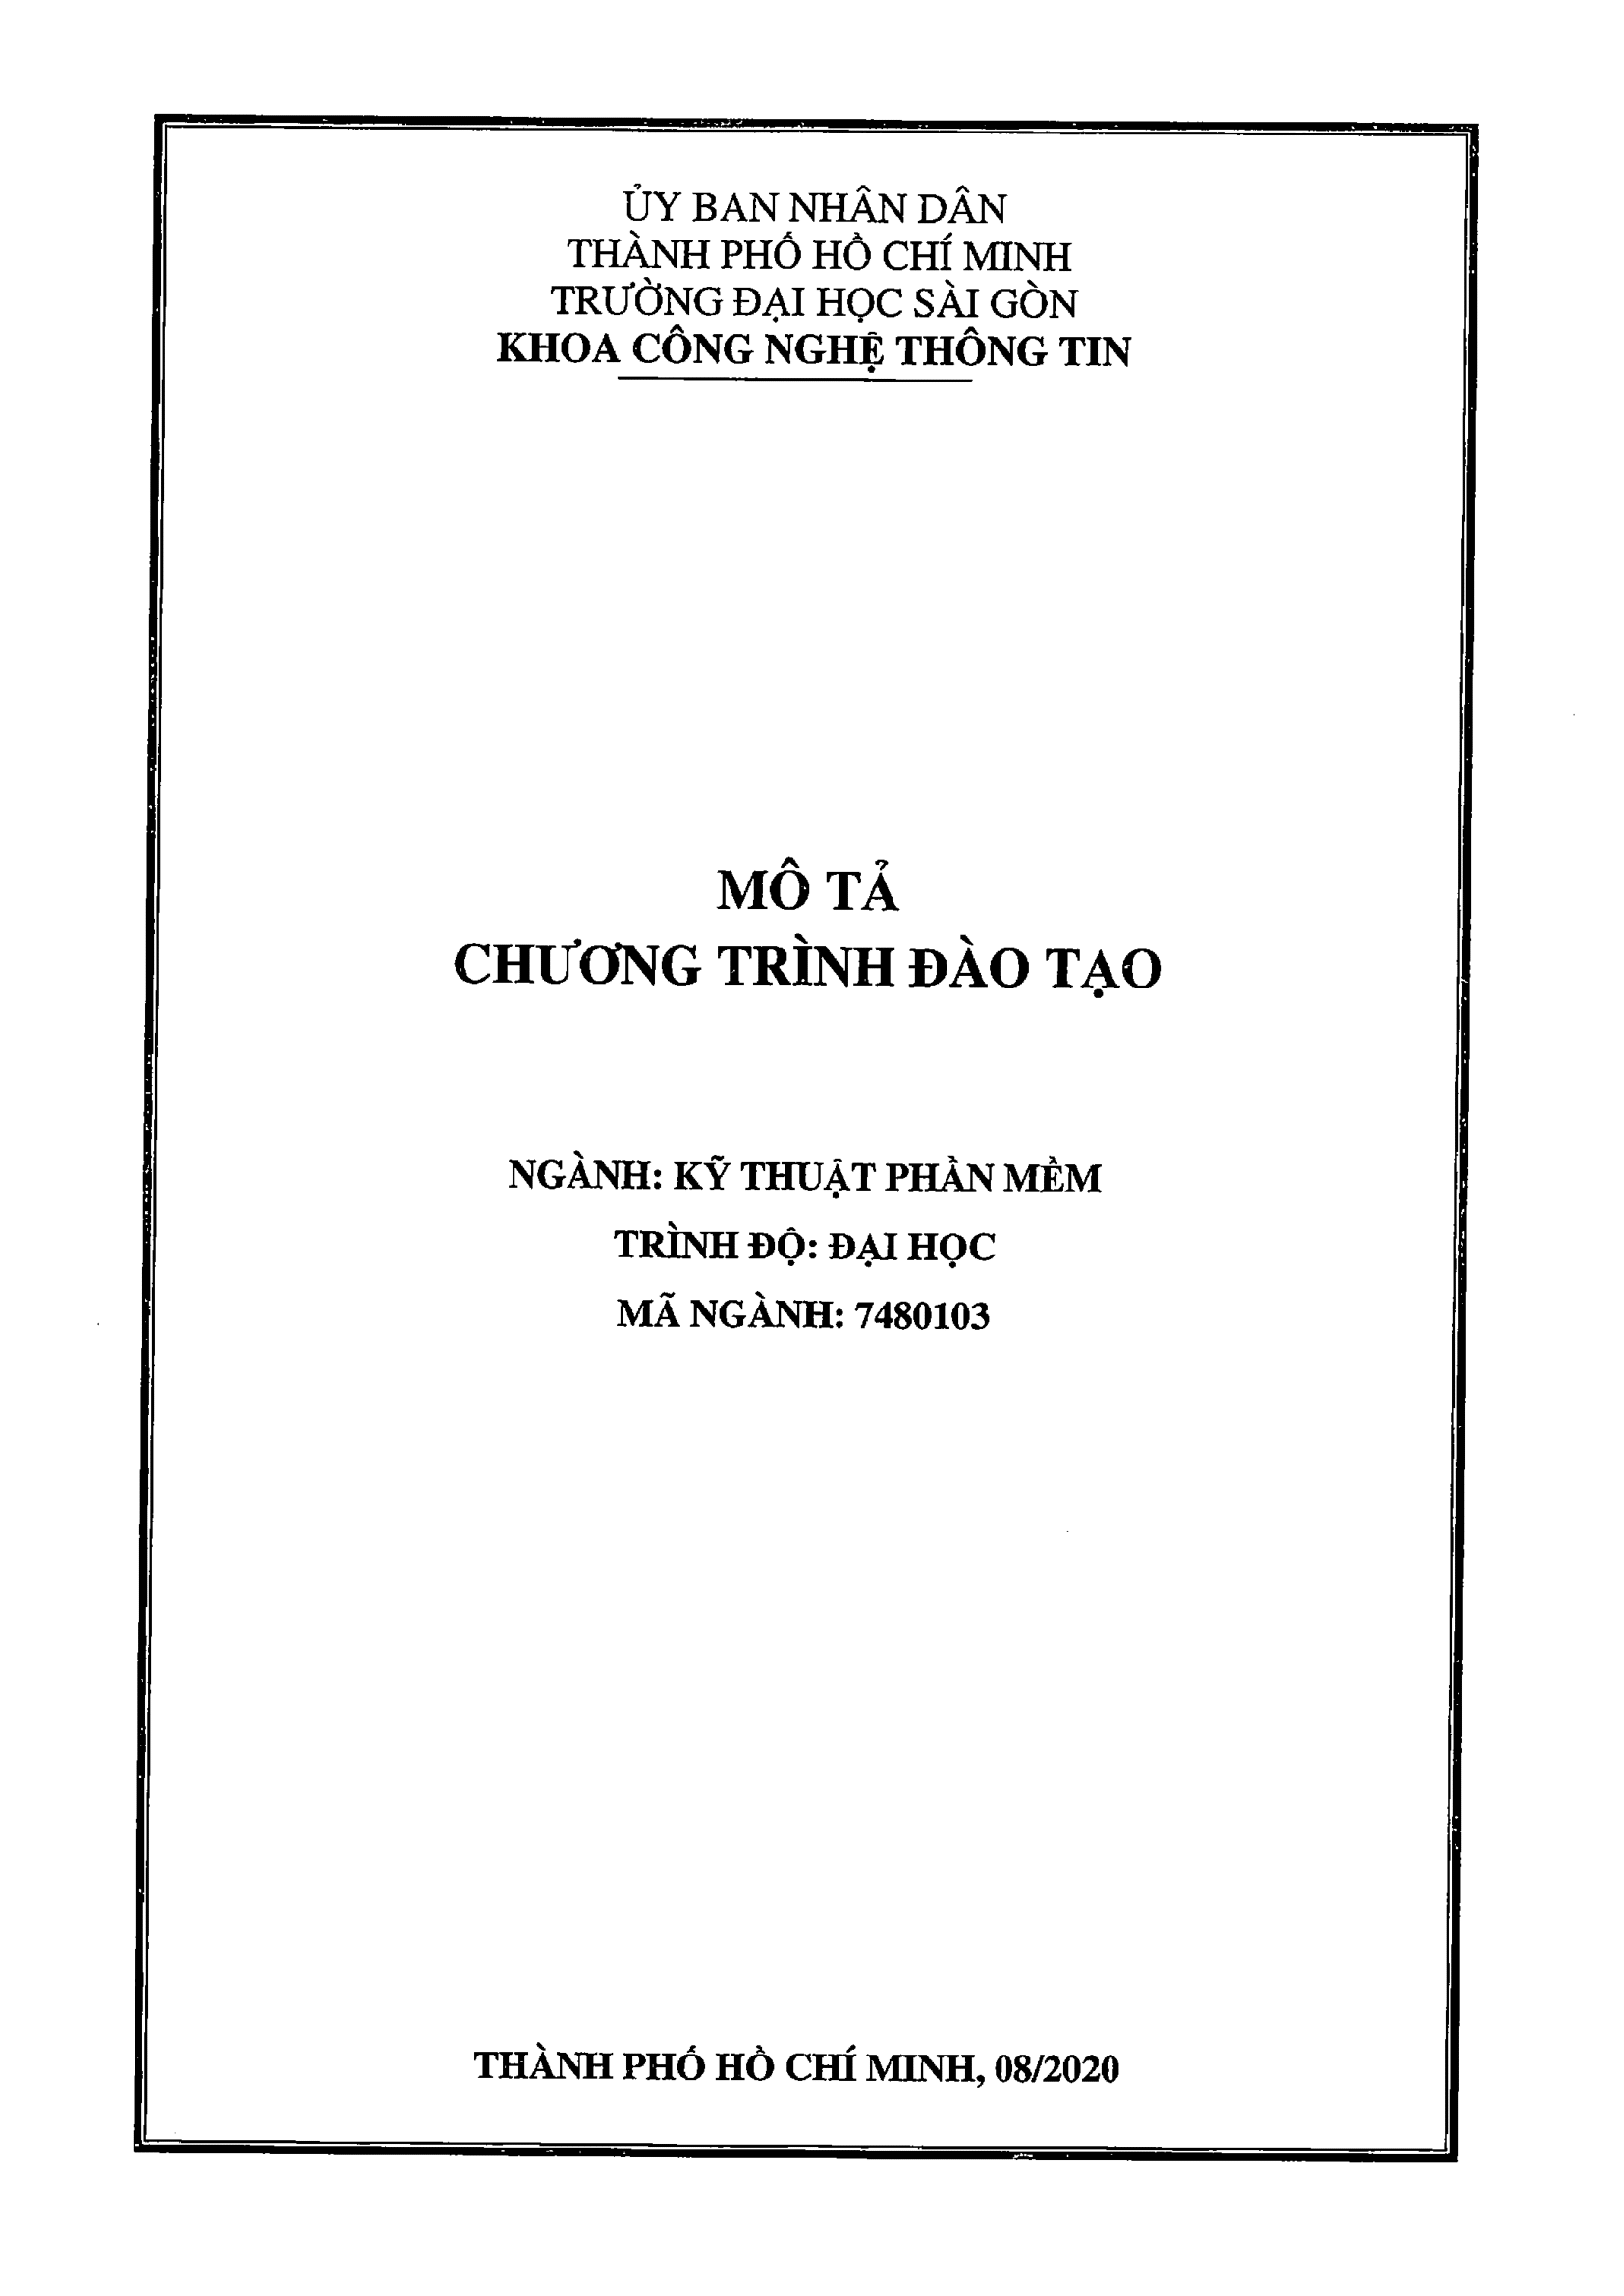 ỦY BAN NHÂN DÂN
THÀNH PHỐ HỒ CHÍ MINH
TRƯỜNG ĐẠI HỌC SÀI GÒN
KHOA CÔNG NGHỆ THÔNG TIN
MÔ TẢ
CHƯƠNG TRÌNH ĐÀO TẠO
NGÀNH: KỸ THUẬT PHẦN MỀM
TRÌNH ĐỘ: ĐẠI HỌC
MÃ NGÀNH: 7480103
THÀNH PHỐ HỒ CHÍ MINH, 08/2020